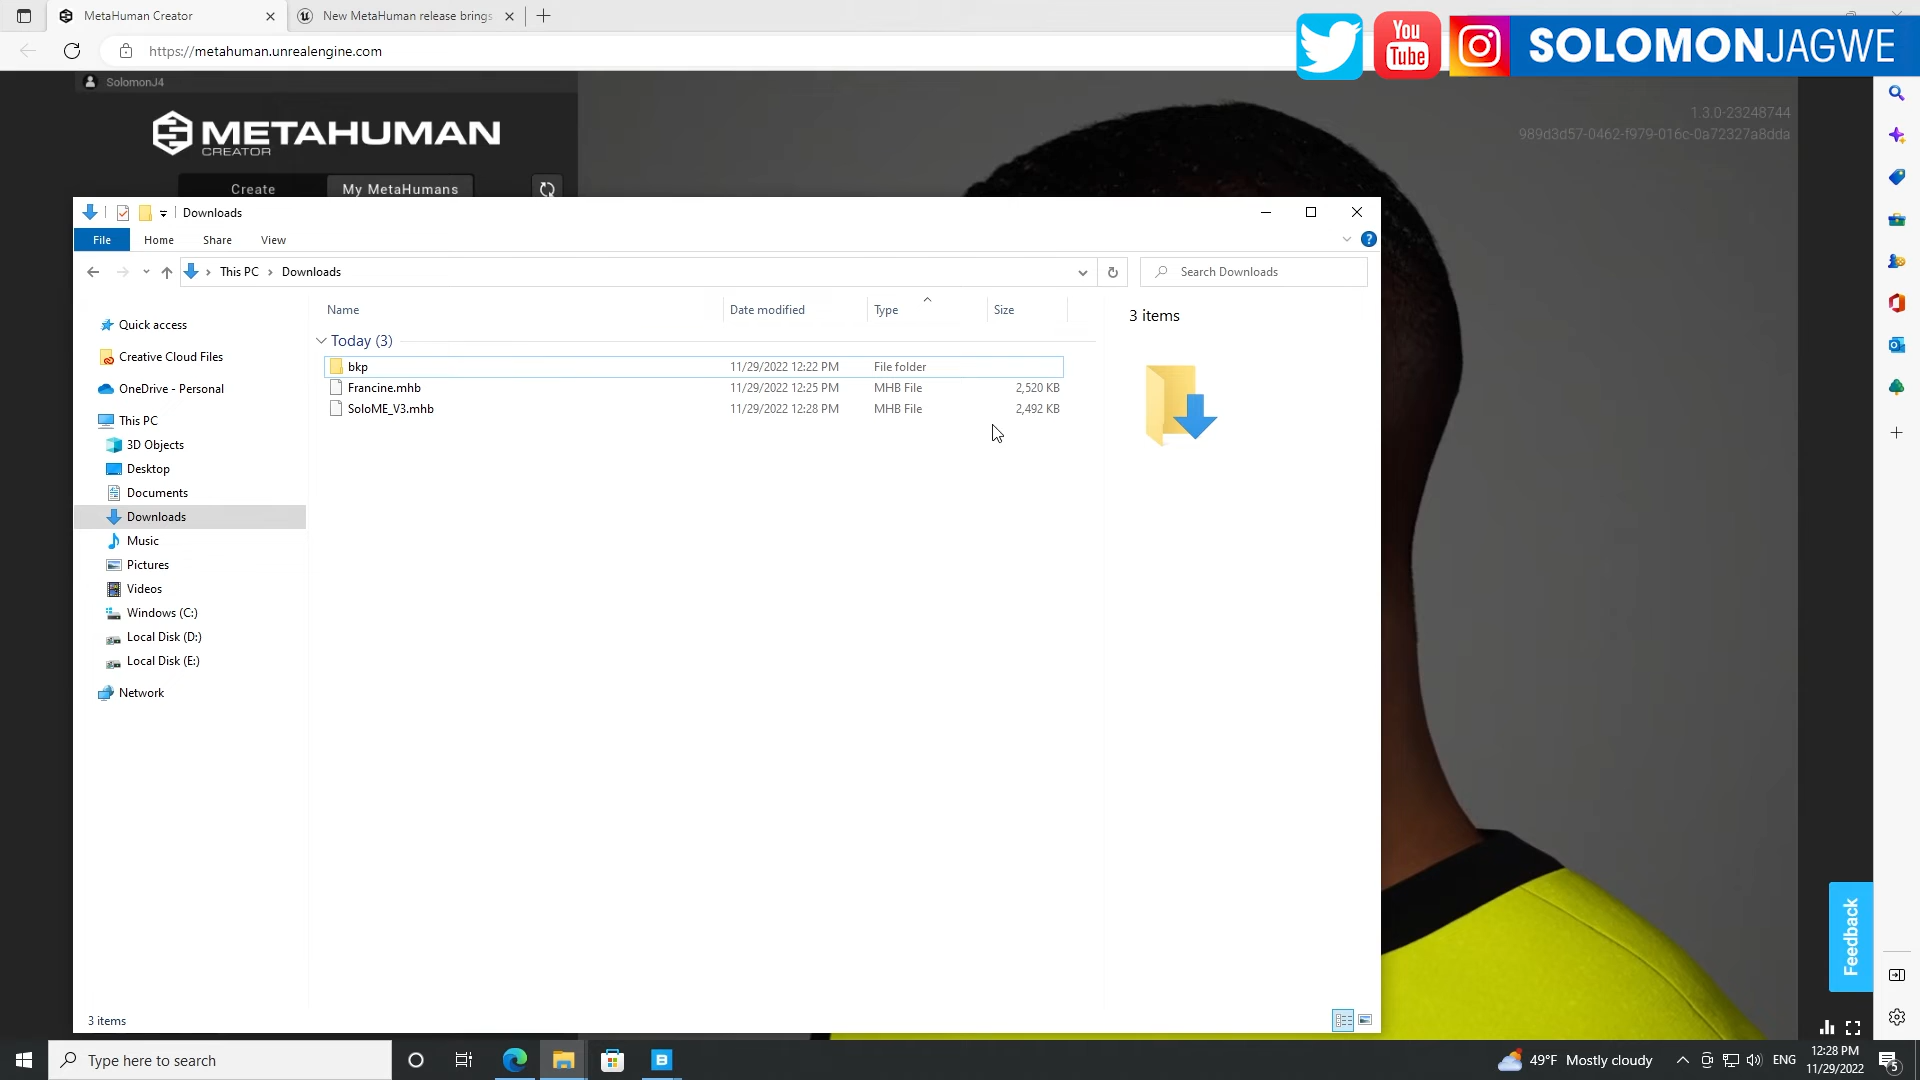 MetaHuman Creator
New MetaHuman release brings
https://metahuman.unrealengine.com
You
Tube
SOLOMONJAGWE
SolomonJ4
METAHUMAN
CREATOR
1.3.0-23248744
989d3d57-0462-f979-016c-0a72327a8dda
Create
My MetaHumans
Downloads
File
Home
Share
View
?
This PC
Downloads
Search Downloads
Name
Date modified
Type
Size
3 items
Today (3)
bkp 11/29/2022 12:22 PM File folder
Francine.mhb 11/29/2022 12:25 PM MHB File 2,520 KB
SoloME_V3.mhb 11/29/2022 12:28 PM MHB File 2,492 KB
Quick access
Creative Cloud Files
OneDrive - Personal
This PC
3D Objects
Desktop
Documents
Downloads
Music
Pictures
Videos
Windows (C:)
Local Disk (D:)
Local Disk (E:)
Network
3 items
Feedback
Type here to search
B
49°F Mostly cloudy
ENG
12:28 PM
11/29/2022
5